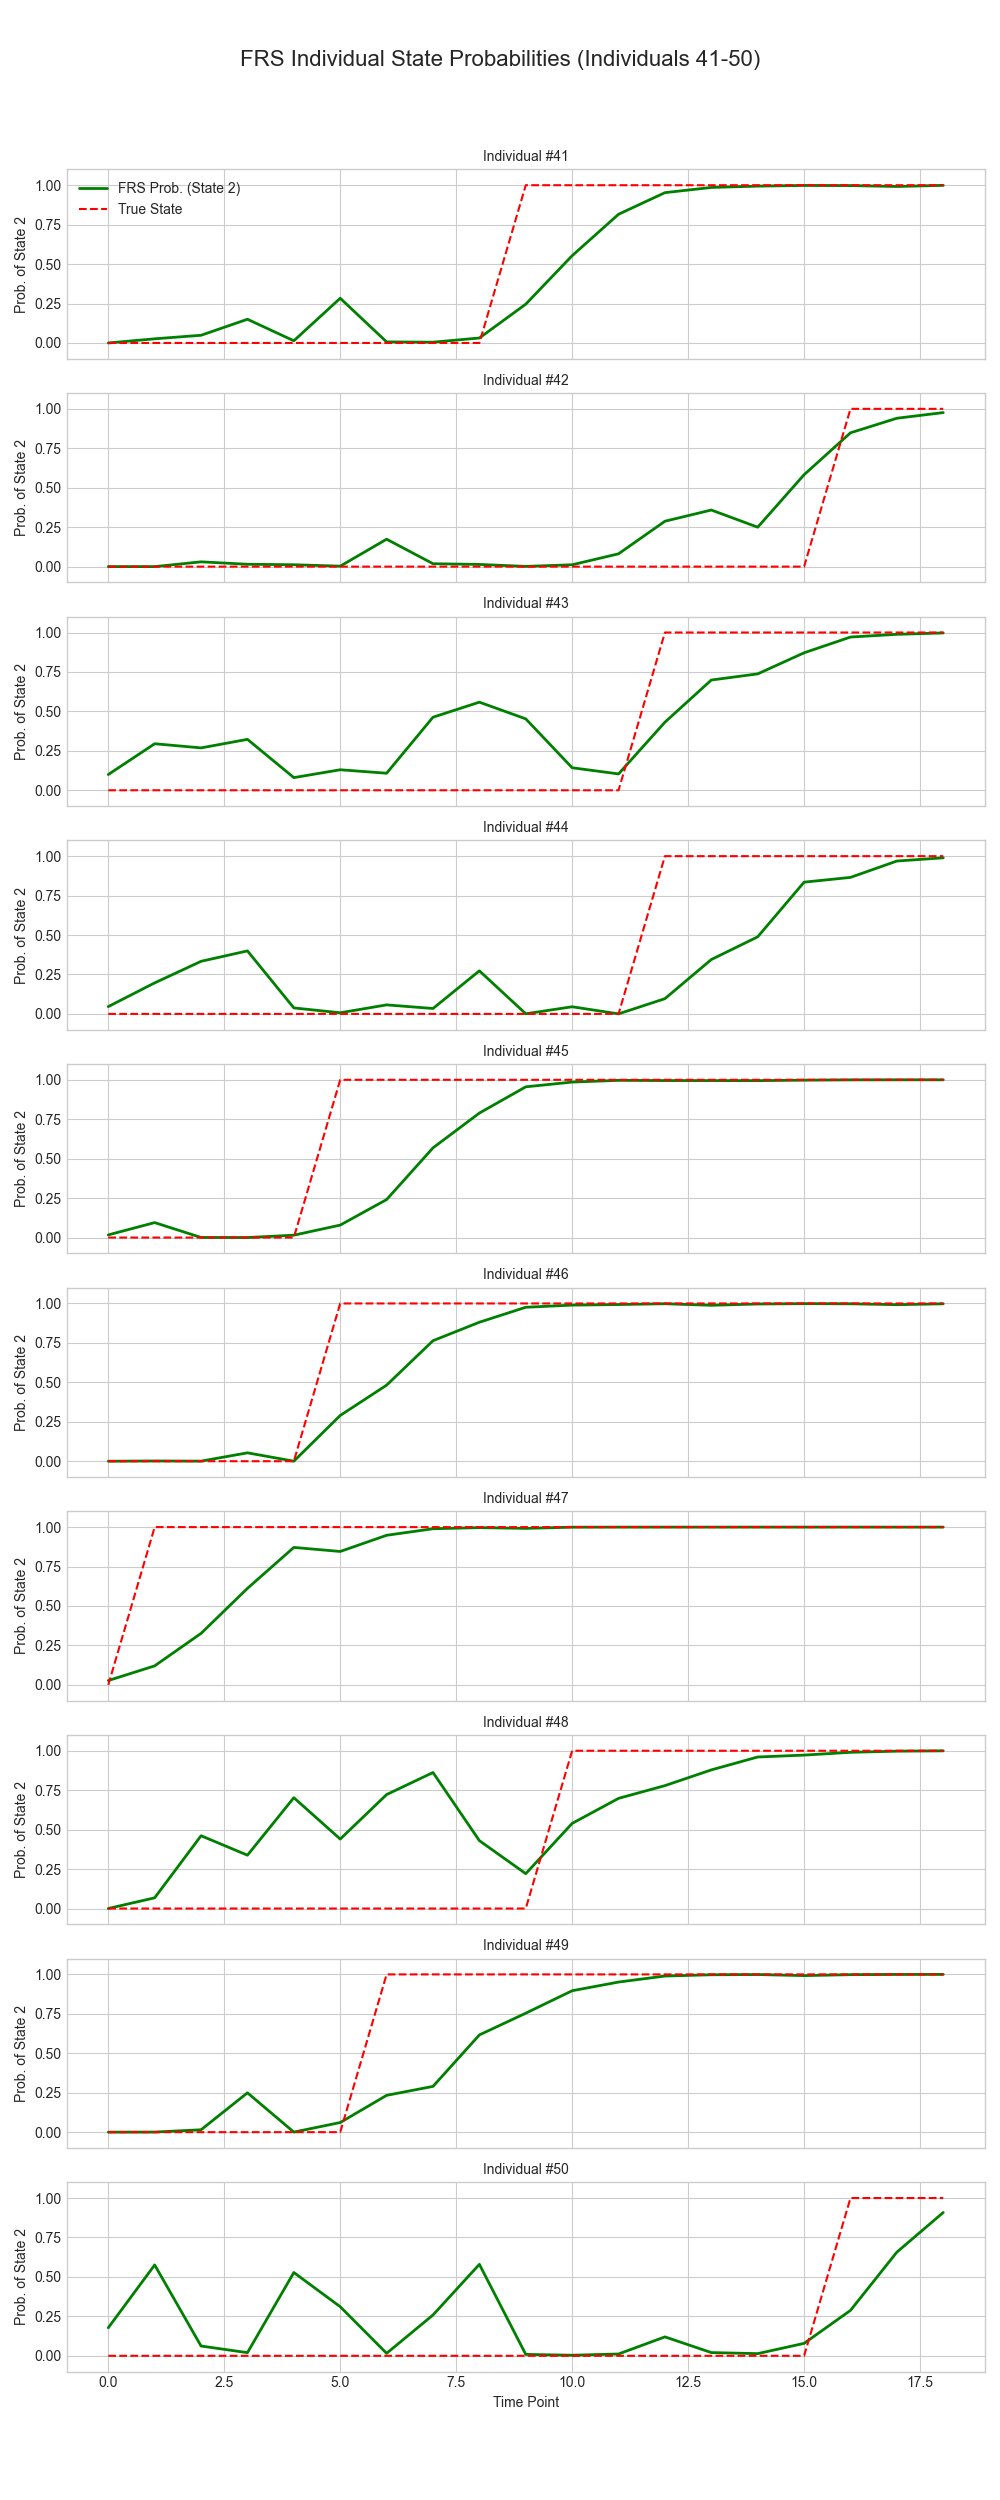 FRS Individual State Probabilities (Individuals 41-50)
Individual #41
FRS Prob. (State 2)
True State
Prob. of State 2
1.00
0.75
0.50
0.25
0.00
Individual #42
Prob. of State 2
1.00
0.75
0.50
0.25
0.00
Individual #43
Prob. of State 2
1.00
0.75
0.50
0.25
0.00
Individual #44
Prob. of State 2
1.00
0.75
0.50
0.25
0.00
Individual #45
Prob. of State 2
1.00
0.75
0.50
0.25
0.00
Individual #46
Prob. of State 2
1.00
0.75
0.50
0.25
0.00
Individual #47
Prob. of State 2
1.00
0.75
0.50
0.25
0.00
Individual #48
Prob. of State 2
1.00
0.75
0.50
0.25
0.00
Individual #49
Prob. of State 2
1.00
0.75
0.50
0.25
0.00
Individual #50
Prob. of State 2
1.00
0.75
0.50
0.25
0.00
0.0 2.5 5.0 7.5 10.0 12.5 15.0 17.5
Time Point